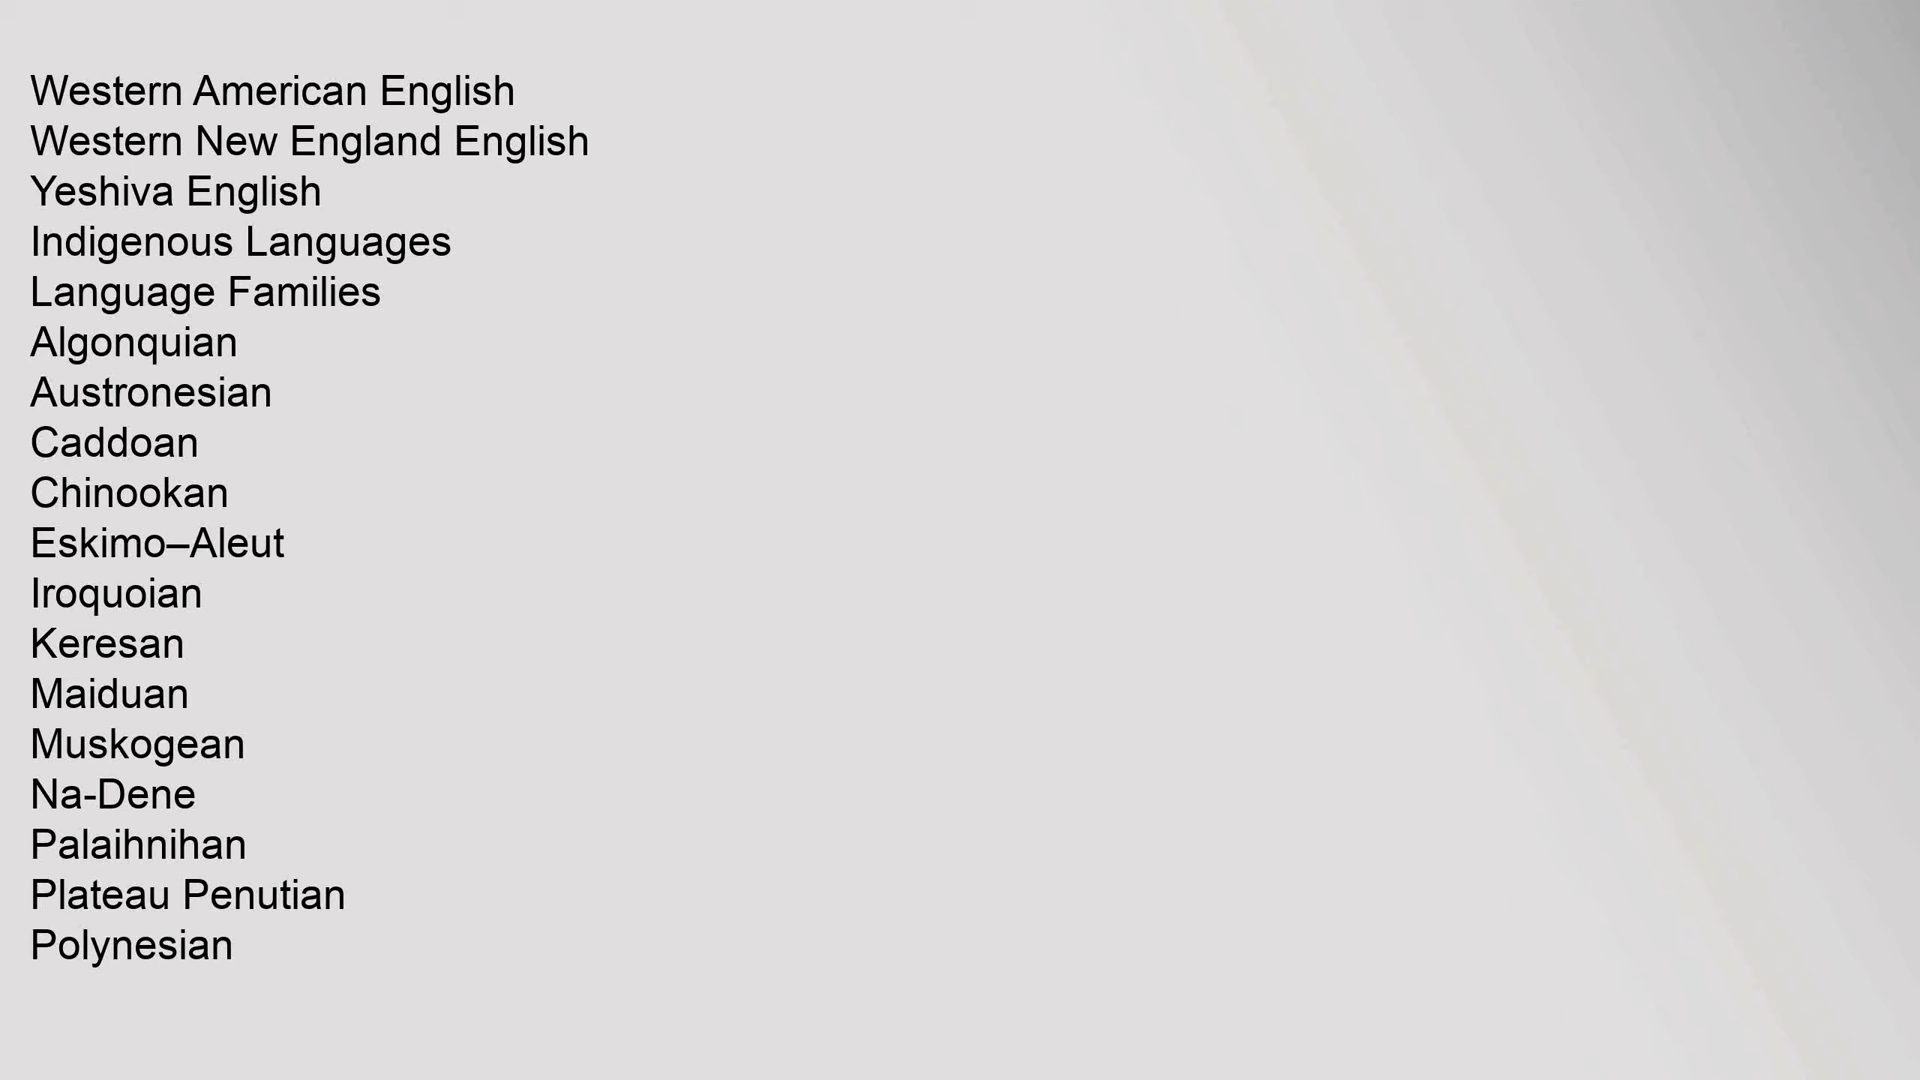 Western American English
Western New England English
Yeshiva English
Indigenous Languages
Language Families
Algonquian
Austronesian
Caddoan
Chinookan
Eskimo–Aleut
Iroquoian
Keresan
Maiduan
Muskogean
Na-Dene
Palaihnihan
Plateau Penutian
Polynesian